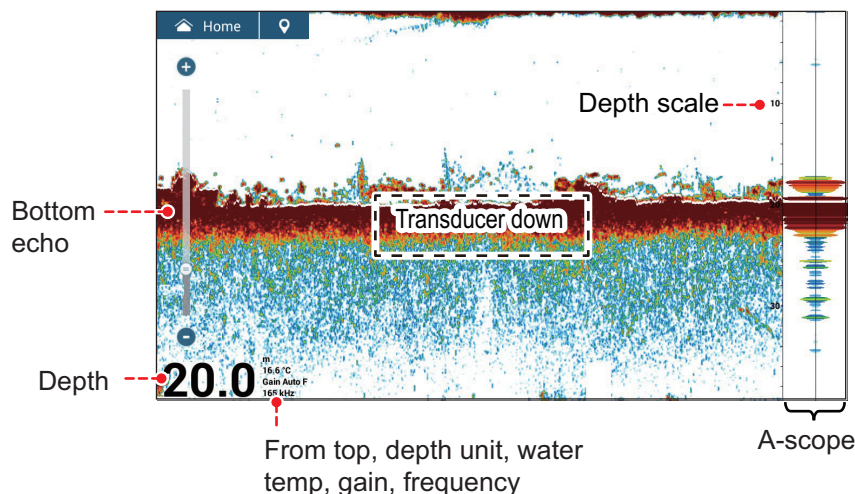 Home
Depth scale
10
Transducer down
Bottom
echo
30
Depth
20.0
m
16.6 °C
Gain Auto F
165 kHz
A-scope
From top, depth unit, water
temp, gain, frequency